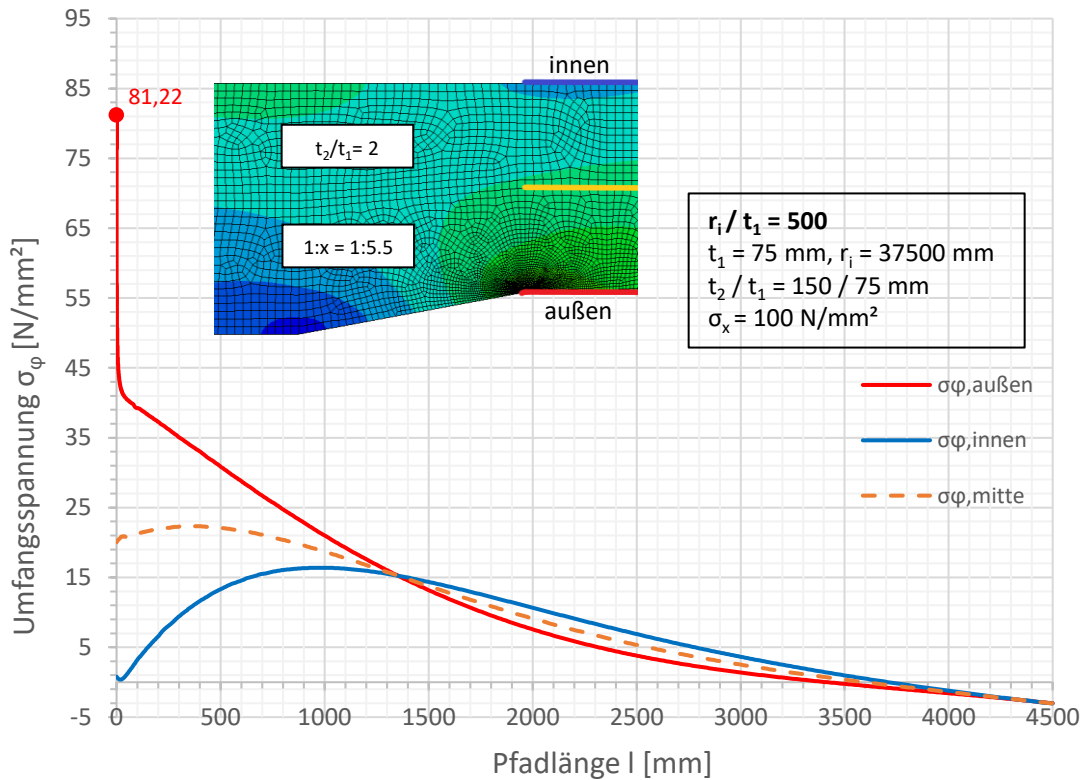 95
85
75
65
55
45
35
25
15
5
-5
Umfangsspannung σφ [N/mm²]
81,22
innen
t₂/t₁= 2
1:x = 1:5.5
außen
rᵢ / t₁ = 500
t₁ = 75 mm, rᵢ = 37500 mm
t₂ / t₁ = 150 / 75 mm
σₓ = 100 N/mm²
σφ,außen
σφ,innen
σφ,mitte
0 500 1000 1500 2000 2500 3000 3500 4000 4500
Pfadlänge l [mm]